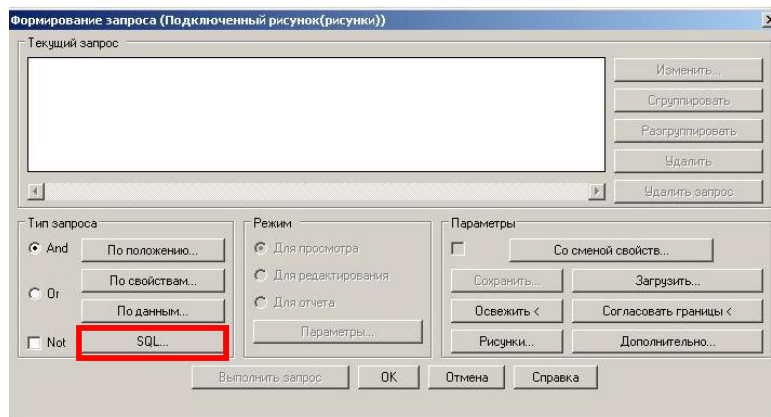 Формирование запроса (Подключенный рисунок(рисунки))
Текущий запрос
Изменить...
Сгруппировать
Разгруппировать
Удалить
Удалить запрос
Тип запроса
And
По положению...
По свойствам...
Or
По данным...
Not
SQL...
Режим
Для просмотра
Для редактирования
Для отчета
Параметры...
Параметры
Со сменой свойств...
Сохранить...
Загрузить...
Освежить <
Согласовать границы <
Рисунки...
Дополнительно...
Выполнить запрос
OK
Отмена
Справка